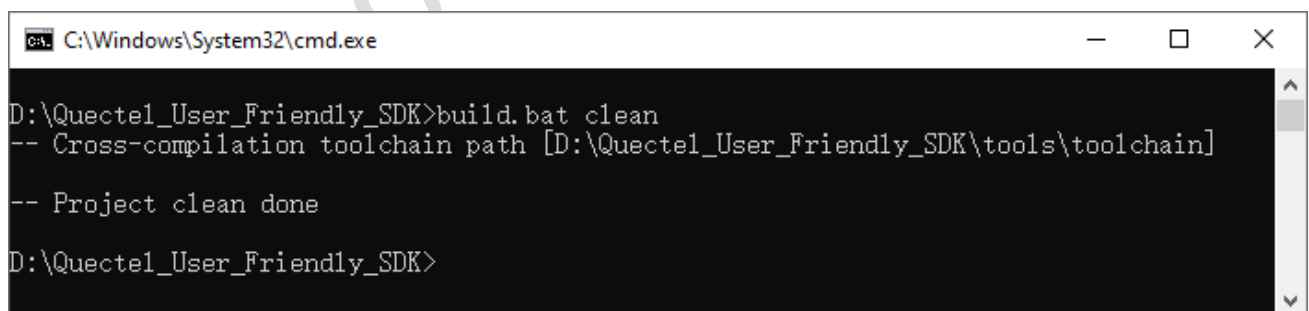 C:\Windows\System32\cmd.exe
D:\Quectel_User_Friendly_SDK>build.bat clean
-- Cross-compilation toolchain path [D:\Quectel_User_Friendly_SDK\tools\toolchain]
-- Project clean done
D:\Quectel_User_Friendly_SDK>